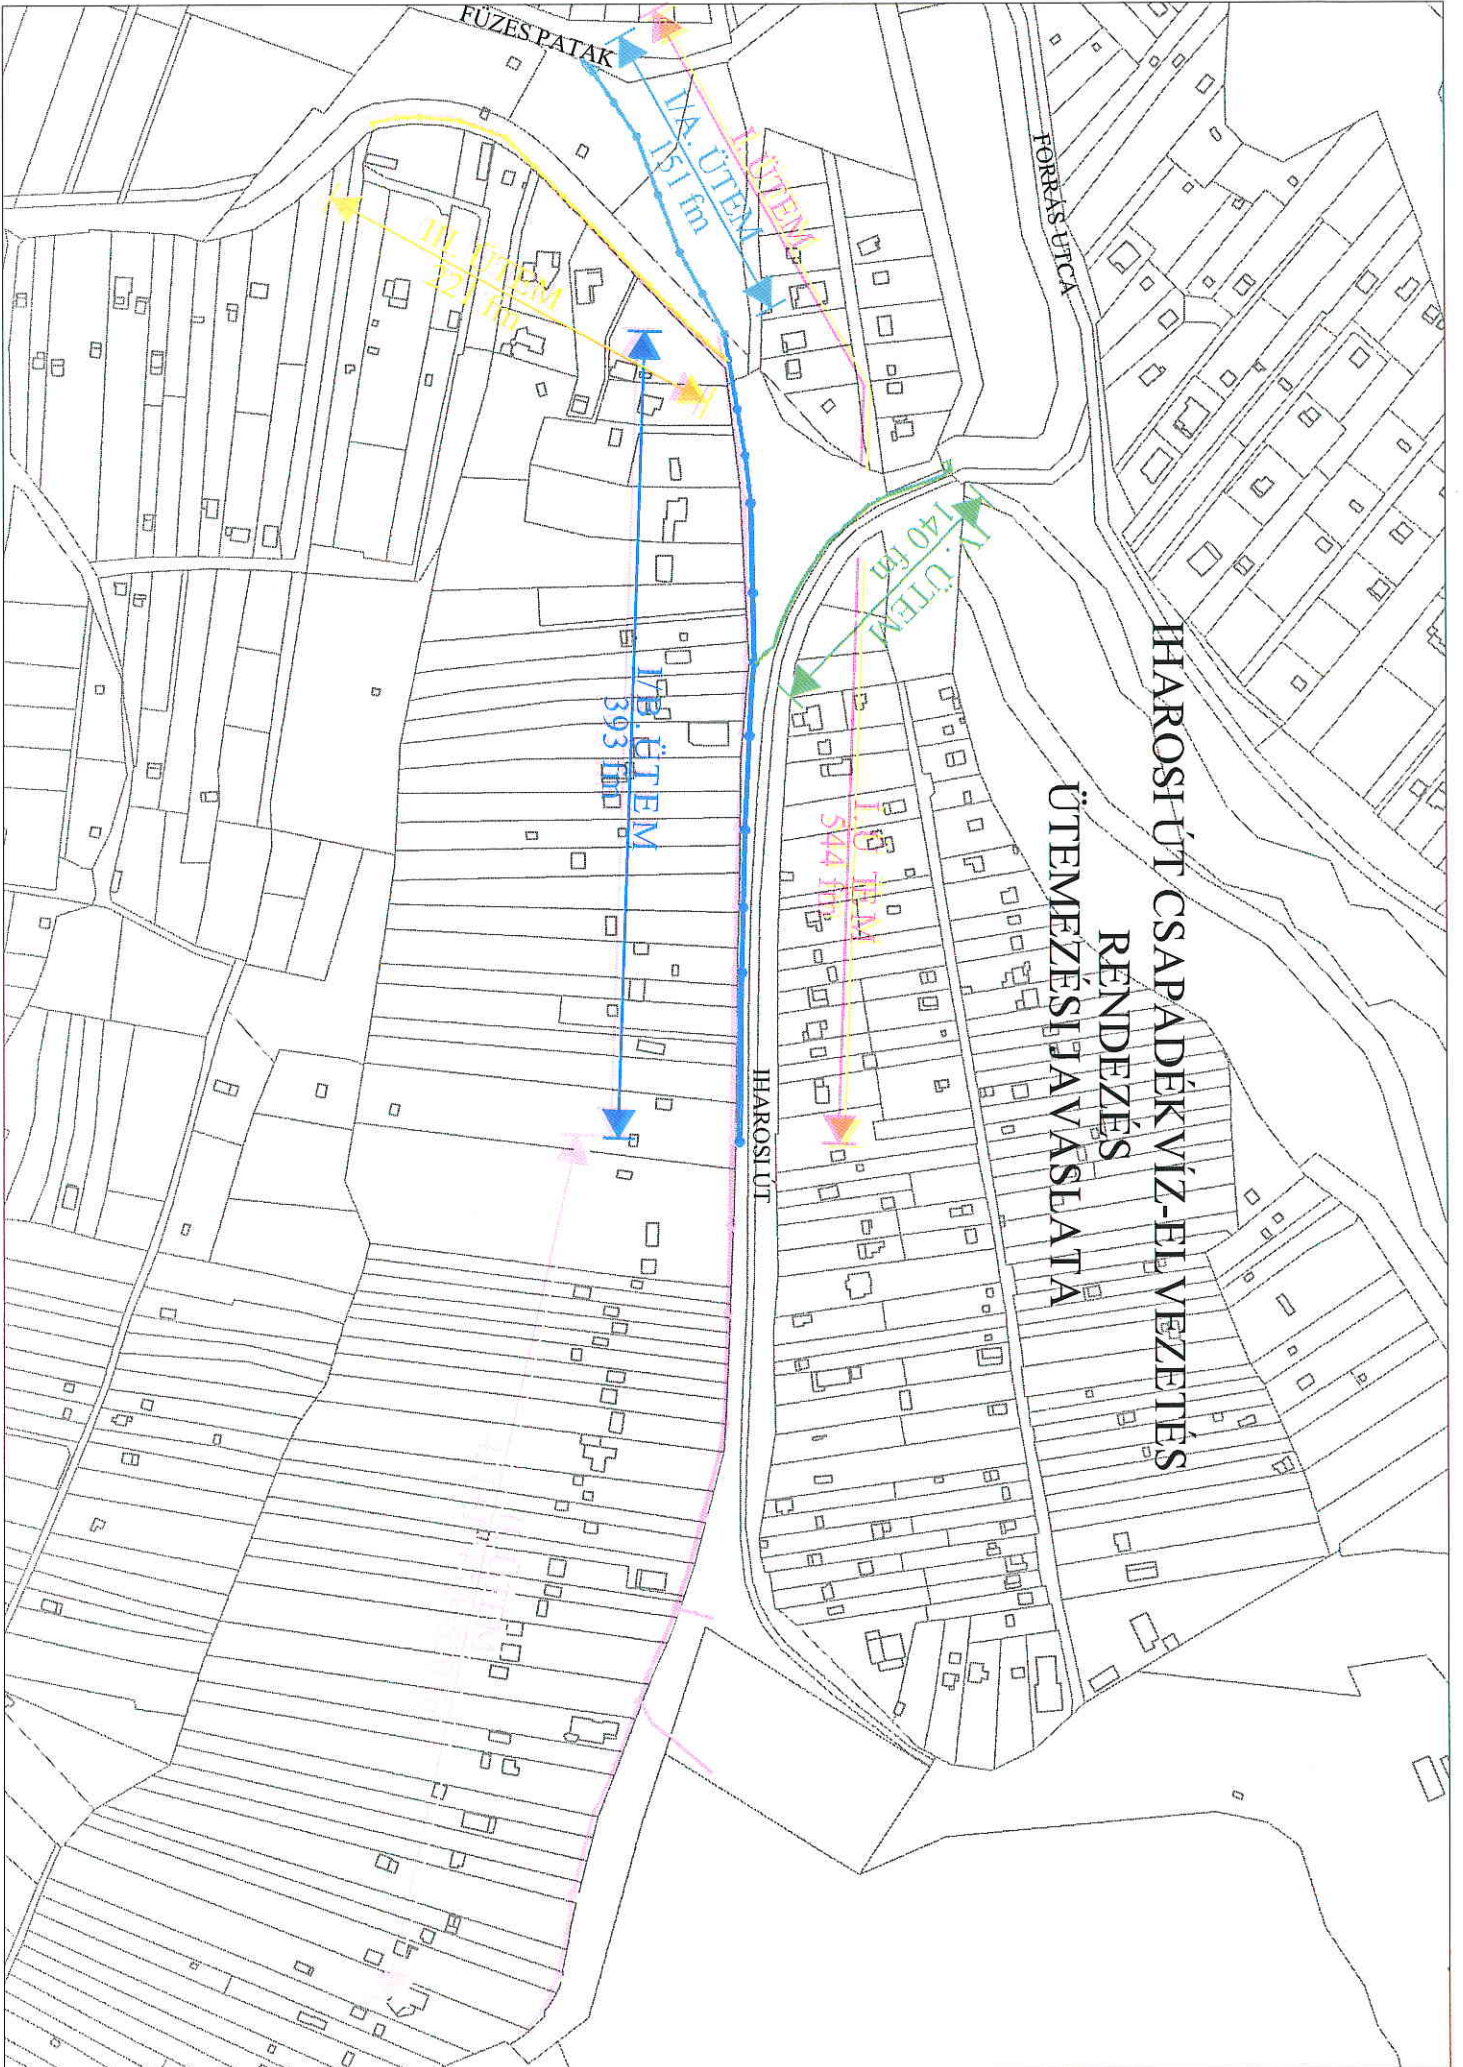 IHAROSI ÚT CSAPADÉKVÍZ-ELVEZETÉS
RENDEZÉS
ÜTEMEZÉSI JAVASLATA
FÜZES PATAK
FORRÁS UTCA
I. ÜTEM
I/A. ÜTEM
151 fm
III. ÜTEM
IV. ÜTEM
140 fm
I/B. ÜTEM
393 fm
I. ÜTEM
544 fm
IHAROSI ÚT